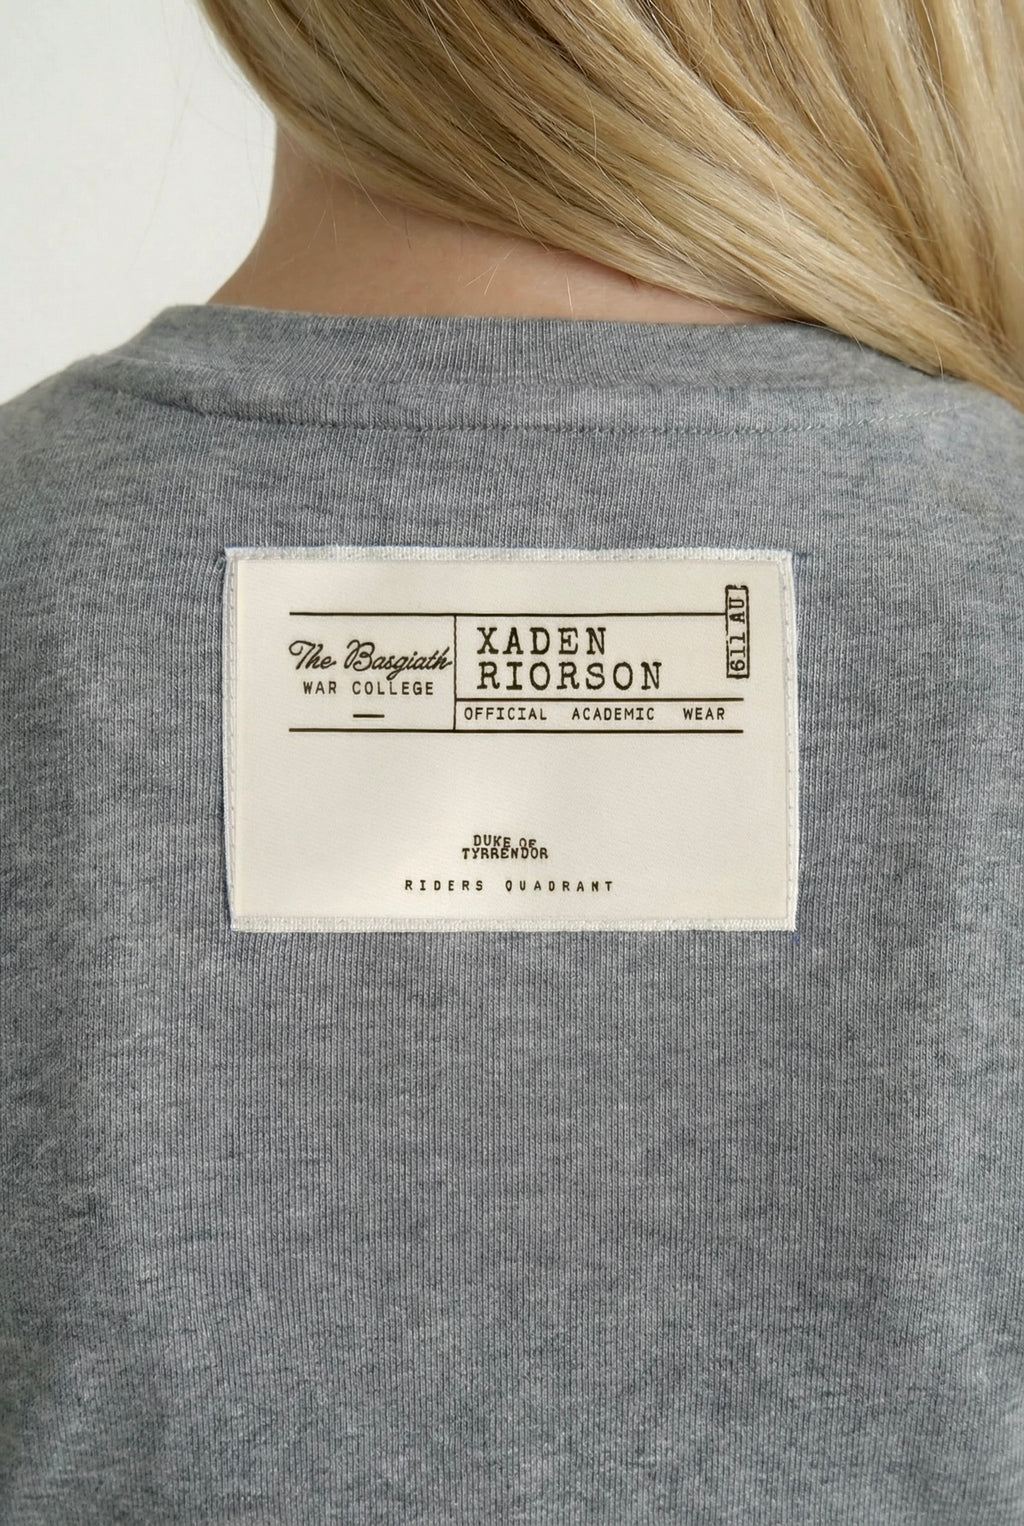 The Basgiath
WAR COLLEGE
XADEN
RIORSON
611 AU
OFFICIAL ACADEMIC WEAR
DUKE OF
TYRRENDOR
RIDERS QUADRANT